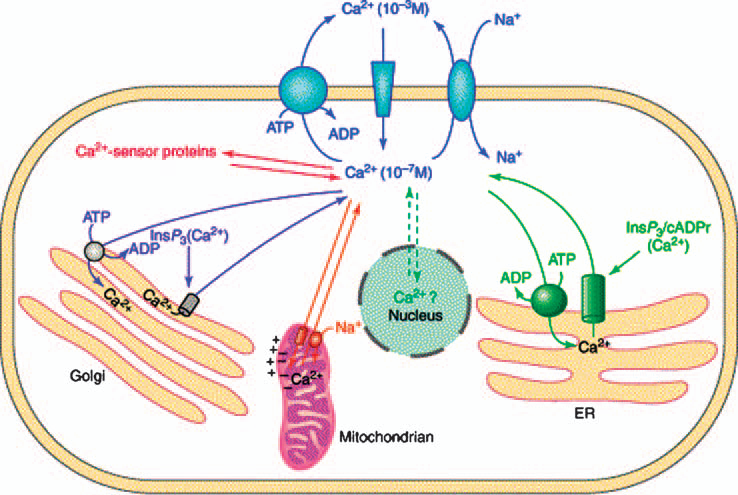 Ca²⁺ (10⁻³M)
Na⁺
ATP
ADP
Ca²⁺-sensor proteins
Ca²⁺ (10⁻⁷M)
Na⁺
ATP
ADP
InsP₃(Ca²⁺)
Ca²⁺
Ca²⁺
Golgi
Na⁺
+
+
+
+
–
–
–
–
Ca²⁺
Mitochondrian
Ca²⁺ ?
Nucleus
InsP₃/cADPr
(Ca²⁺)
ATP
ADP
Ca²⁺
ER